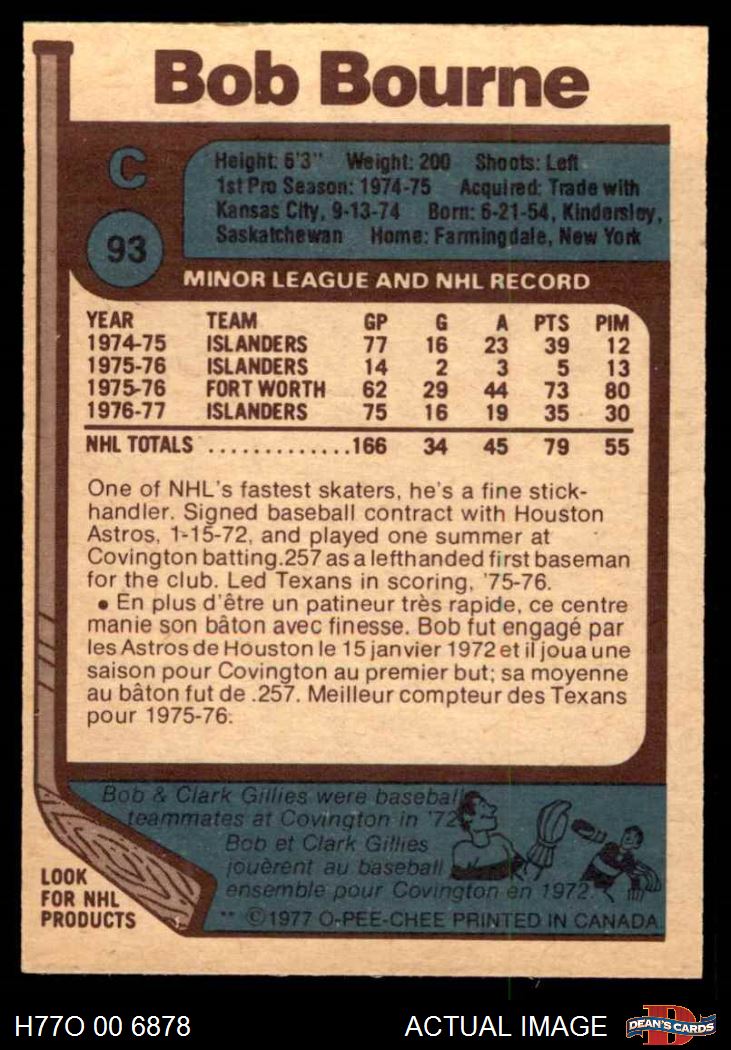 Bob Bourne
C
93
Height: 6'3" Weight: 200 Shoots: Left
1st Pro Season: 1974-75 Acquired: Trade with
Kansas City, 9-13-74 Born: 6-21-54, Kindersley,
Saskatchewan Home: Farmingdale, New York
MINOR LEAGUE AND NHL RECORD
YEAR TEAM GP G A PTS PIM
1974-75 ISLANDERS 77 16 23 39 12
1975-76 ISLANDERS 14 2 3 5 13
1975-76 FORT WORTH 62 29 44 73 80
1976-77 ISLANDERS 75 16 19 35 30
NHL TOTALS .............166 34 45 79 55
One of NHL's fastest skaters, he's a fine stick-
handler. Signed baseball contract with Houston
Astros, 1-15-72, and played one summer at
Covington batting.257 as a lefthanded first baseman
for the club. Led Texans in scoring, '75-76.
• En plus d'être un patineur très rapide, ce centre
manie son bâton avec finesse. Bob fut engagé par
les Astros de Houston le 15 janvier 1972 et il joua une
saison pour Covington au premier but; sa moyenne
au bâton fut de .257. Meilleur compteur des Texans
pour 1975-76.
Bob & Clark Gillies were baseball
teammates at Covington in '72
Bob et Clark Gillies
jouèrent au baseball
ensemble pour Covington en 1972.
LOOK
FOR NHL
PRODUCTS
** ©1977 O-PEE-CHEE PRINTED IN CANADA
H77O 00 6878
ACTUAL IMAGE
DEAN'S CARDS